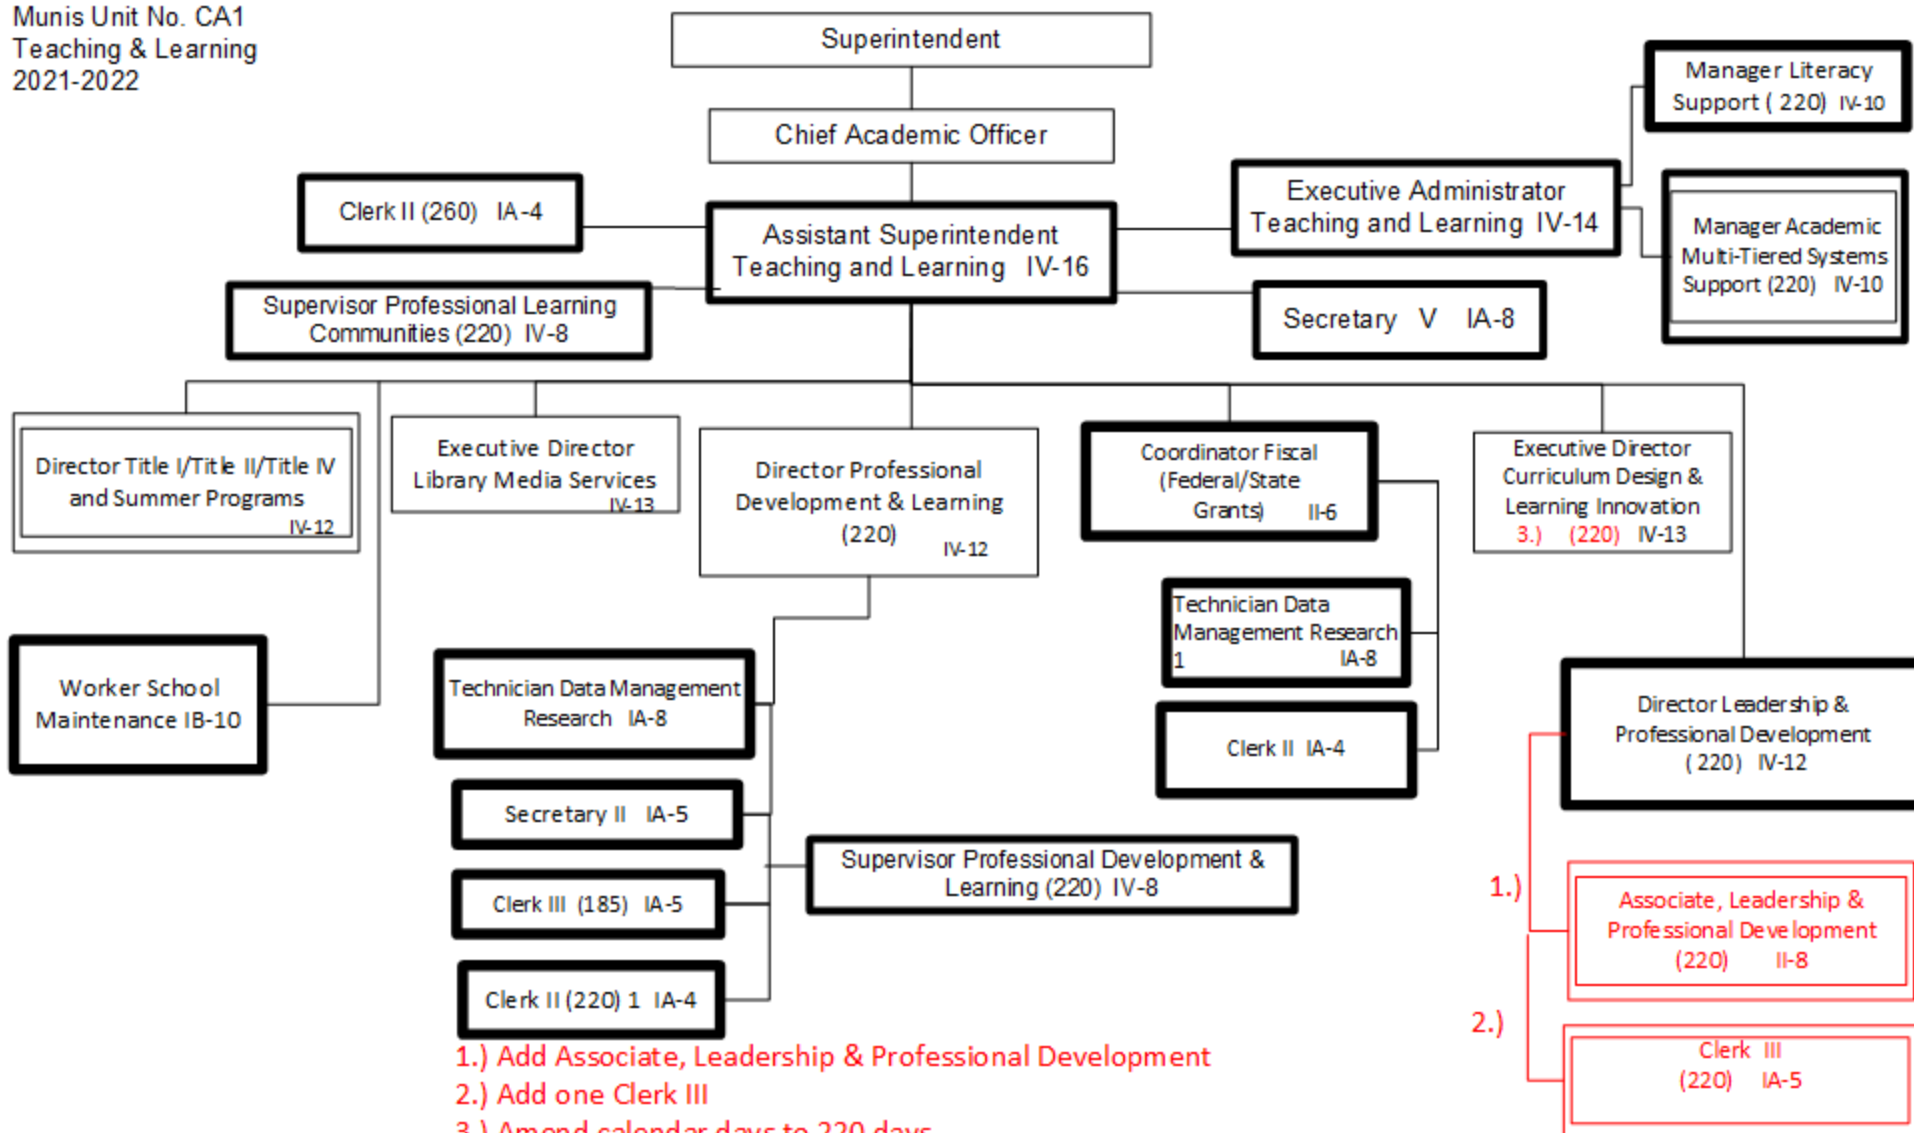 Munis Unit No. CA1
Teaching & Learning
2021-2022
Superintendent
Chief Academic Officer
Manager Literacy
Support ( 220) IV-10
Clerk II (260) IA-4
Executive Administrator
Teaching and Learning IV-14
Assistant Superintendent
Teaching and Learning IV-16
Manager Academic
Multi-Tiered Systems
Support (220) IV-10
Supervisor Professional Learning
Communities (220) IV-8
Secretary V IA-8
Director Title I/Title II/Title IV
and Summer Programs
IV-12
Executive Director
Library Media Services
IV-13
Director Professional
Development & Learning
(220)
IV-12
Coordinator Fiscal
(Federal/State
Grants) II-6
Executive Director
Curriculum Design &
Learning Innovation
3.) (220) IV-13
Technician Data
Management Research
1 IA-8
Worker School
Maintenance IB-10
Technician Data Management
Research IA-8
Clerk II IA-4
Director Leadership &
Professional Development
( 220) IV-12
Secretary II IA-5
Supervisor Professional Development &
Learning (220) IV-8
Clerk III (185) IA-5
1.)
Associate, Leadership &
Professional Development
(220) II-8
Clerk II (220) 1 IA-4
2.)
Clerk III
(220) IA-5
1.) Add Associate, Leadership & Professional Development
2.) Add one Clerk III
3.) Amend calendar days to 220 days